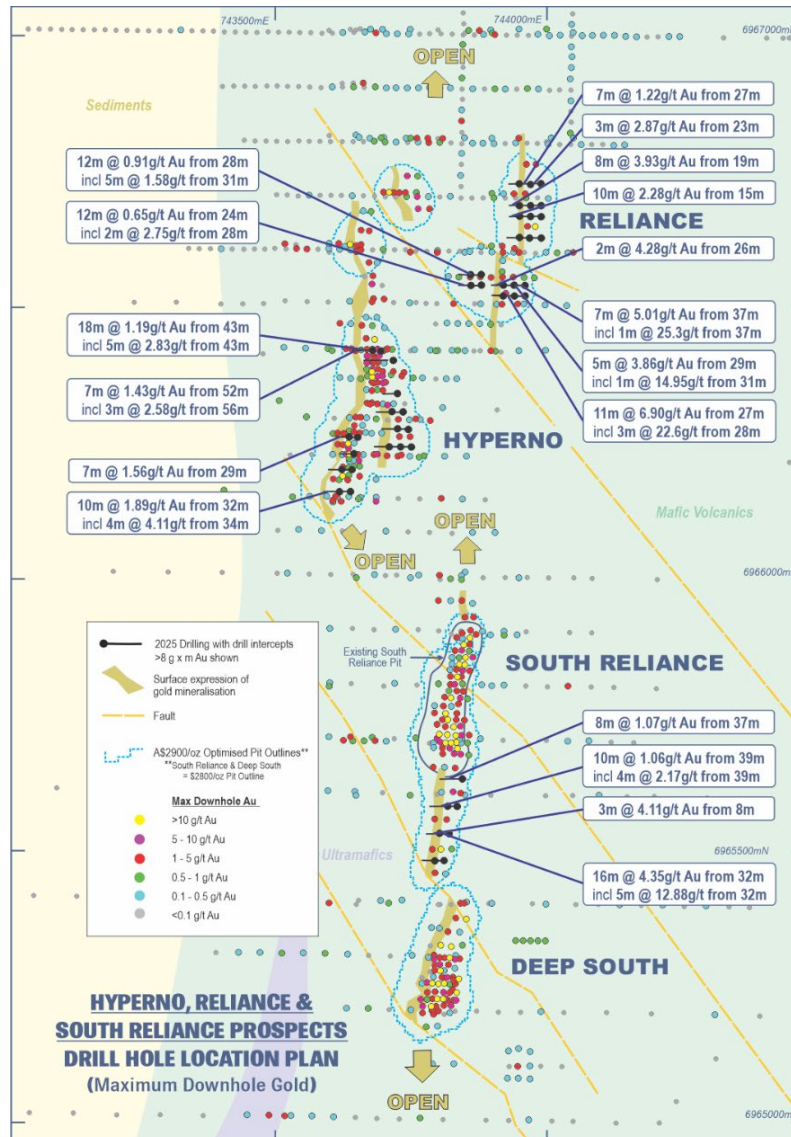 743500mE
744000mE
6967000mN
OPEN
Sediments
7m @ 1.22g/t Au from 27m
3m @ 2.87g/t Au from 23m
8m @ 3.93g/t Au from 19m
10m @ 2.28g/t Au from 15m
RELIANCE
2m @ 4.28g/t Au from 26m
7m @ 5.01g/t Au from 37m
incl 1m @ 25.3g/t from 37m
5m @ 3.86g/t Au from 29m
incl 1m @ 14.95g/t from 31m
11m @ 6.90g/t Au from 27m
incl 3m @ 22.6g/t from 28m
12m @ 0.91g/t Au from 28m
incl 5m @ 1.58g/t from 31m
12m @ 0.65g/t Au from 24m
incl 2m @ 2.75g/t from 28m
18m @ 1.19g/t Au from 43m
incl 5m @ 2.83g/t from 43m
7m @ 1.43g/t Au from 52m
incl 3m @ 2.58g/t from 56m
7m @ 1.56g/t Au from 29m
10m @ 1.89g/t Au from 32m
incl 4m @ 4.11g/t from 34m
HYPERNO
Mafic Volcanics
OPEN
OPEN
6966000mN
Existing South
Reliance Pit
SOUTH RELIANCE
8m @ 1.07g/t Au from 37m
10m @ 1.06g/t Au from 39m
incl 4m @ 2.17g/t from 39m
3m @ 4.11g/t Au from 8m
6965500mN
16m @ 4.35g/t Au from 32m
incl 5m @ 12.88g/t from 32m
Ultramafics
2025 Drilling with drill intercepts
>8 g x m Au shown
Surface expression of
gold mineralisation
Fault
A$2900/oz Optimised Pit Outlines**
**South Reliance & Deep South
= $2800/oz Pit Outline
Max Downhole Au
>10 g/t Au
5 - 10 g/t Au
1 - 5 g/t Au
0.5 - 1 g/t Au
0.1 - 0.5 g/t Au
<0.1 g/t Au
DEEP SOUTH
HYPERNO, RELIANCE &
SOUTH RELIANCE PROSPECTS
DRILL HOLE LOCATION PLAN
(Maximum Downhole Gold)
OPEN
6965000mN